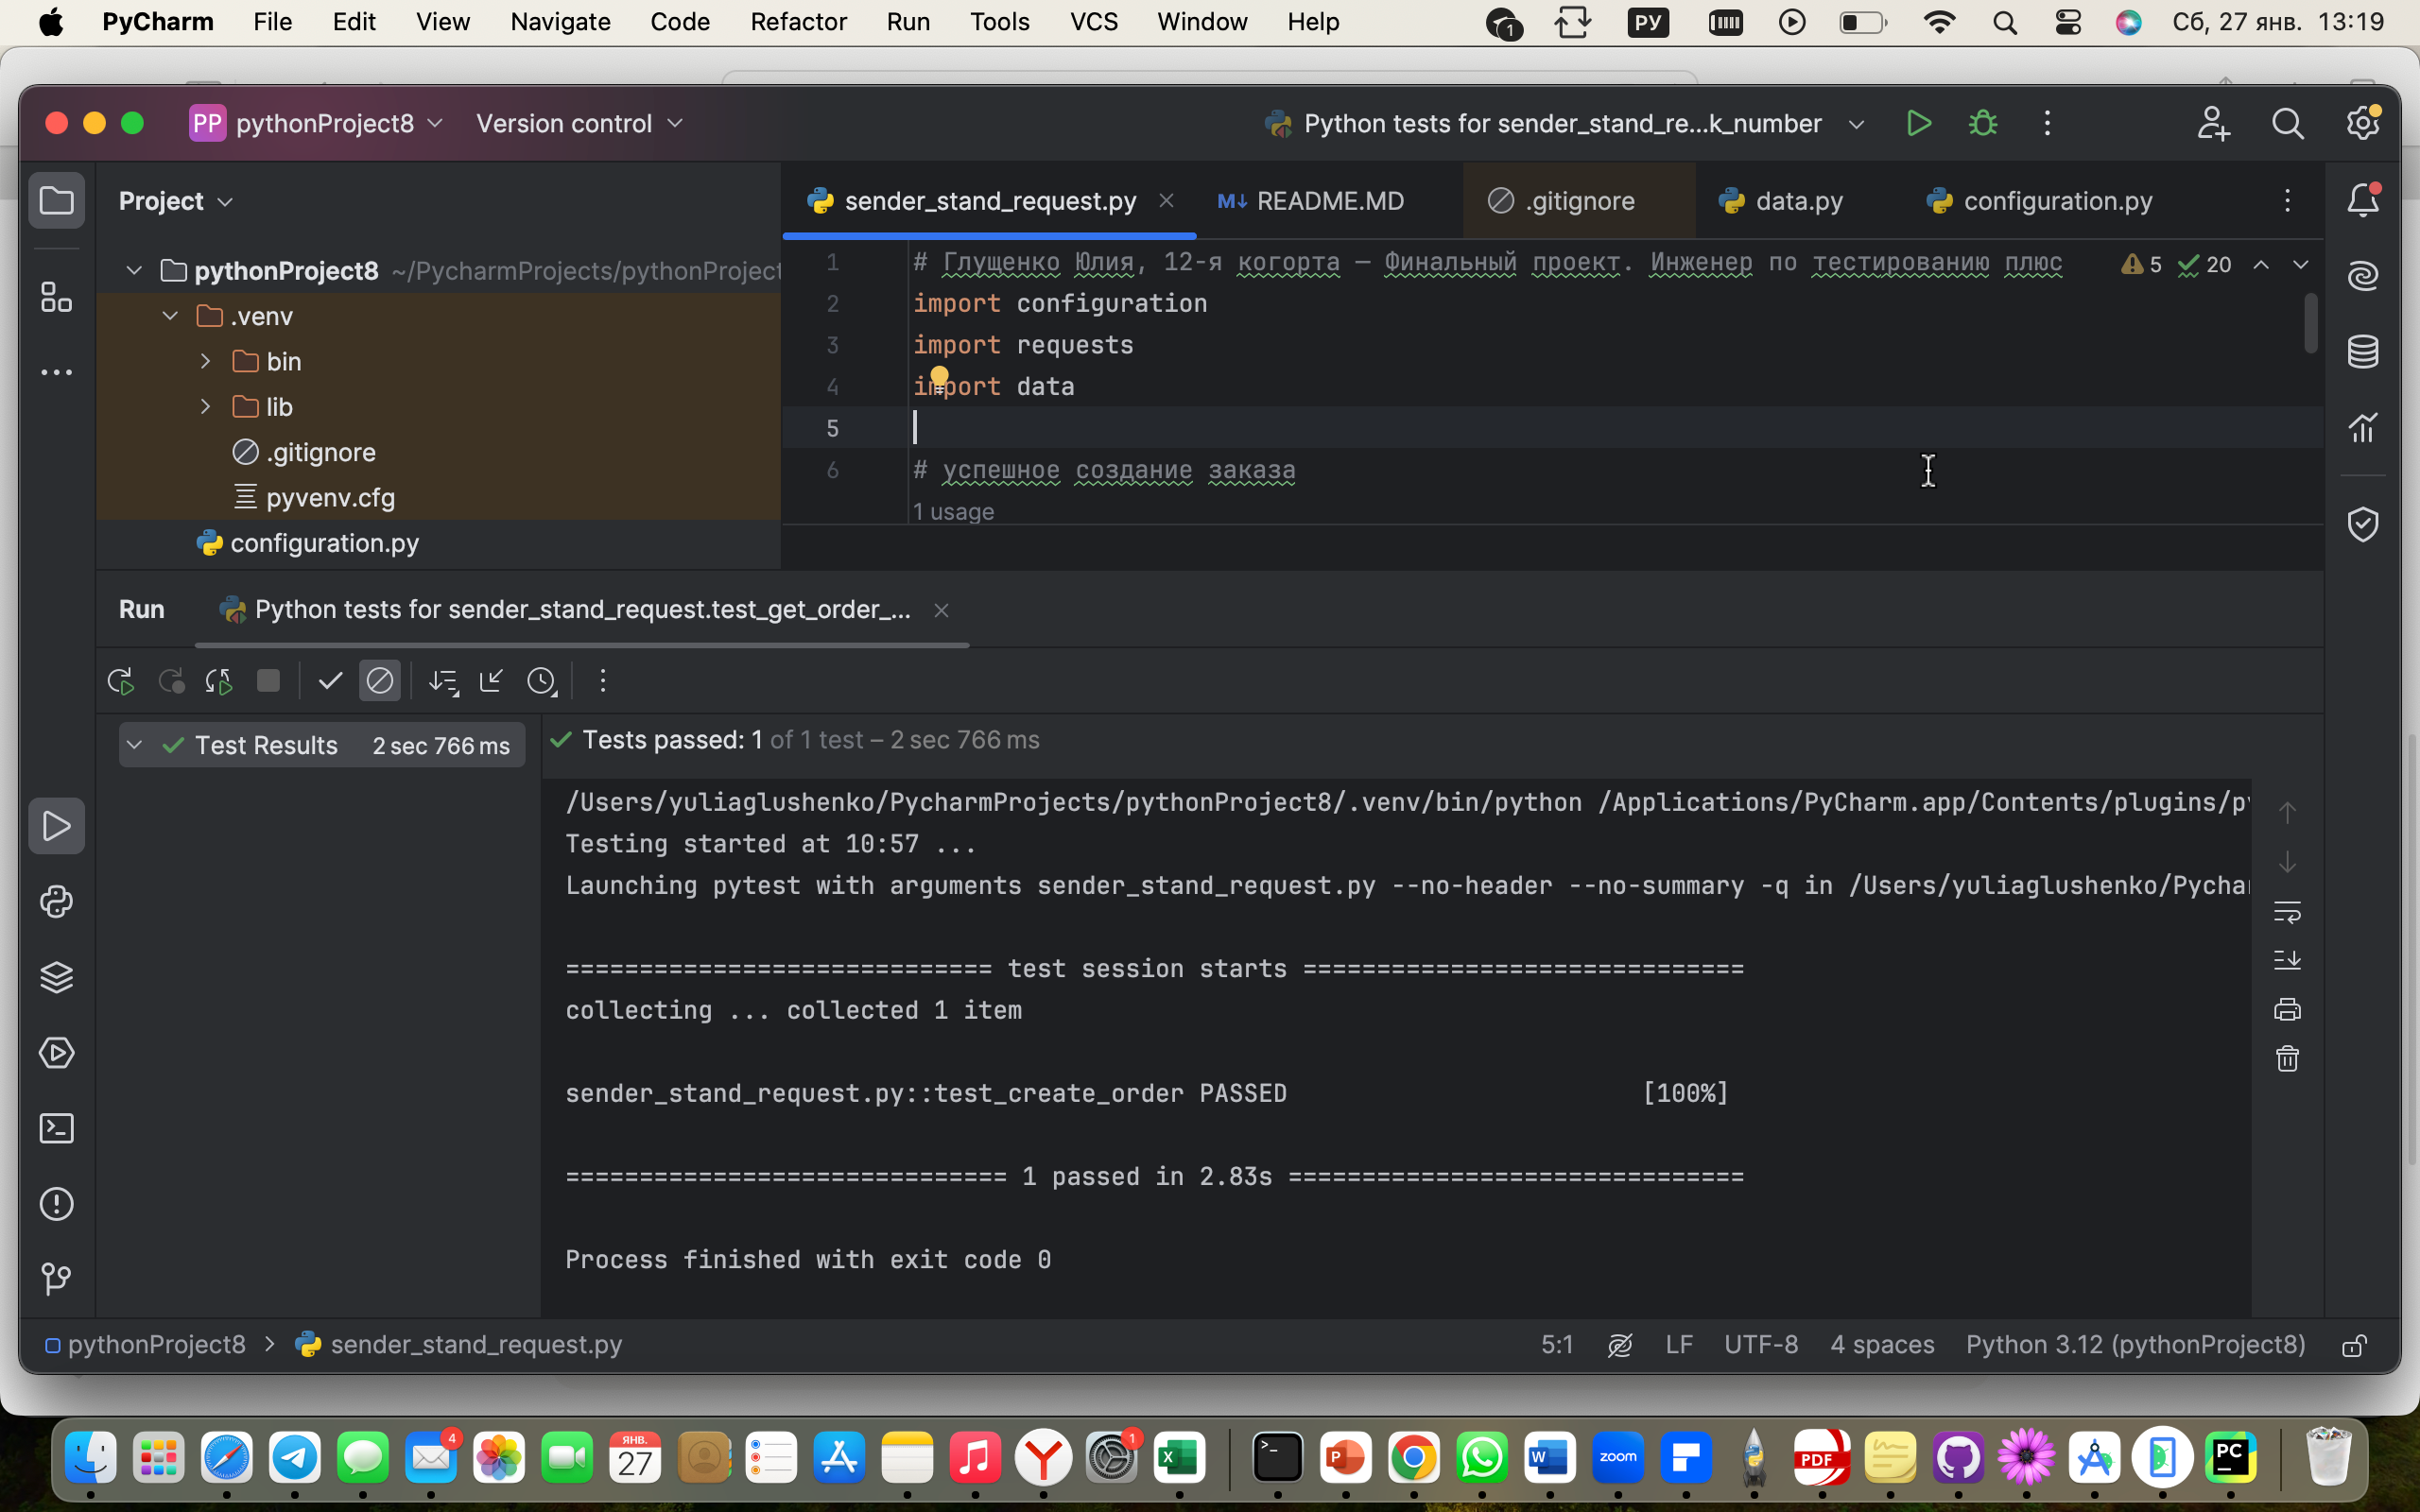 PyCharm File Edit View Navigate Code Refactor Run Tools VCS Window Help 1 РУ Сб, 27 янв. 13:19
PP pythonProject8 Version control Python tests for sender_stand_re...k_number
Project
sender_stand_request.py M↓ README.MD .gitignore data.py configuration.py
pythonProject8 ~/PycharmProjects/pythonProject
.venv
bin
lib
.gitignore
pyvenv.cfg
configuration.py
1 # Глущенко Юлия, 12-я когорта — Финальный проект. Инженер по тестированию плюс 5 20
2 import configuration
3 import requests
4 import data
5
6 # успешное создание заказа
1 usage
Run Python tests for sender_stand_request.test_get_order_...
Test Results 2 sec 766 ms
Tests passed: 1 of 1 test – 2 sec 766 ms
/Users/yuliaglushenko/PycharmProjects/pythonProject8/.venv/bin/python /Applications/PyCharm.app/Contents/plugins/py
Testing started at 10:57 ...
Launching pytest with arguments sender_stand_request.py --no-header --no-summary -q in /Users/yuliaglushenko/Pychar
============================= test session starts ==============================
collecting ... collected 1 item
sender_stand_request.py::test_create_order PASSED [100%]
============================== 1 passed in 2.83s ===============================
Process finished with exit code 0
pythonProject8 > sender_stand_request.py 5:1 LF UTF-8 4 spaces Python 3.12 (pythonProject8)
4 ЯНВ. 27 1 X >_ P W zoom PDF PC